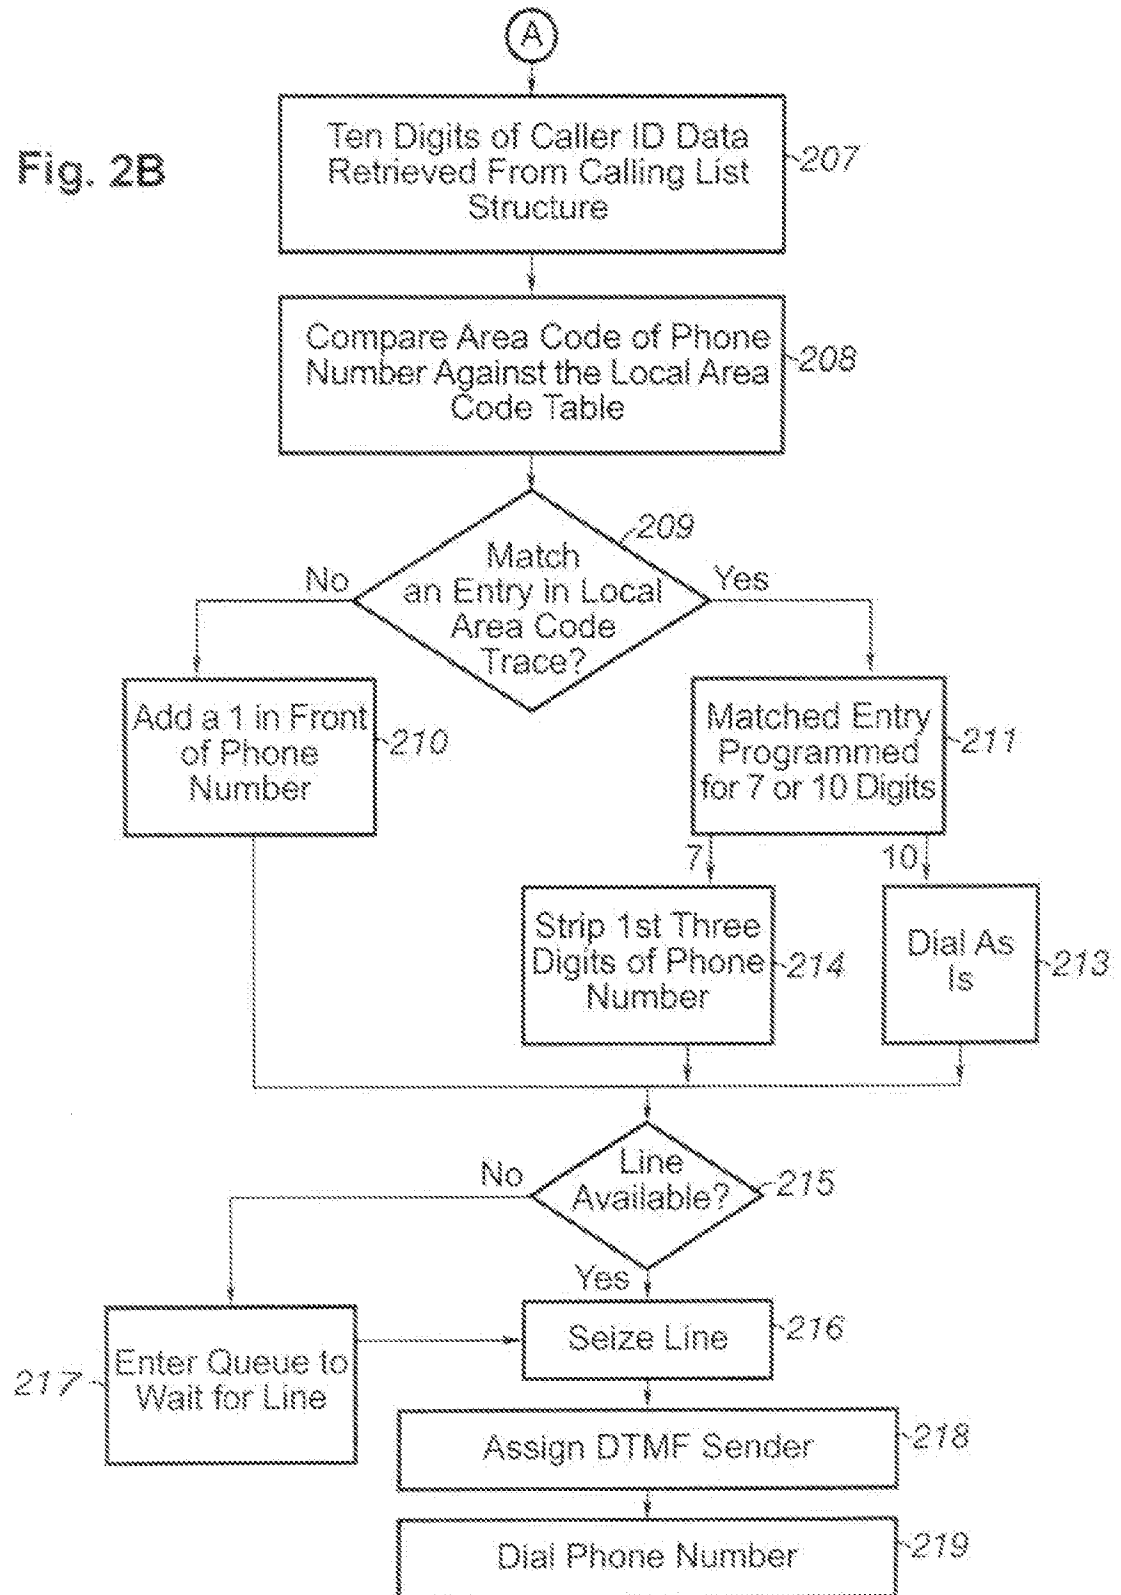 A
Fig. 2B
Ten Digits of Caller ID Data
Retrieved From Calling List
Structure
207
Compare Area Code of Phone
Number Against the Local Area
Code Table
208
209
Match
an Entry in Local
Area Code
Trace?
No
Yes
Add a 1 in Front
of Phone
Number
210
Matched Entry
Programmed
for 7 or 10 Digits
211
7
10
Strip 1st Three
Digits of Phone
Number
214
Dial As
Is
213
Line
Available?
215
No
Yes
Seize Line
216
Enter Queue to
Wait for Line
217
Assign DTMF Sender
218
Dial Phone Number
219